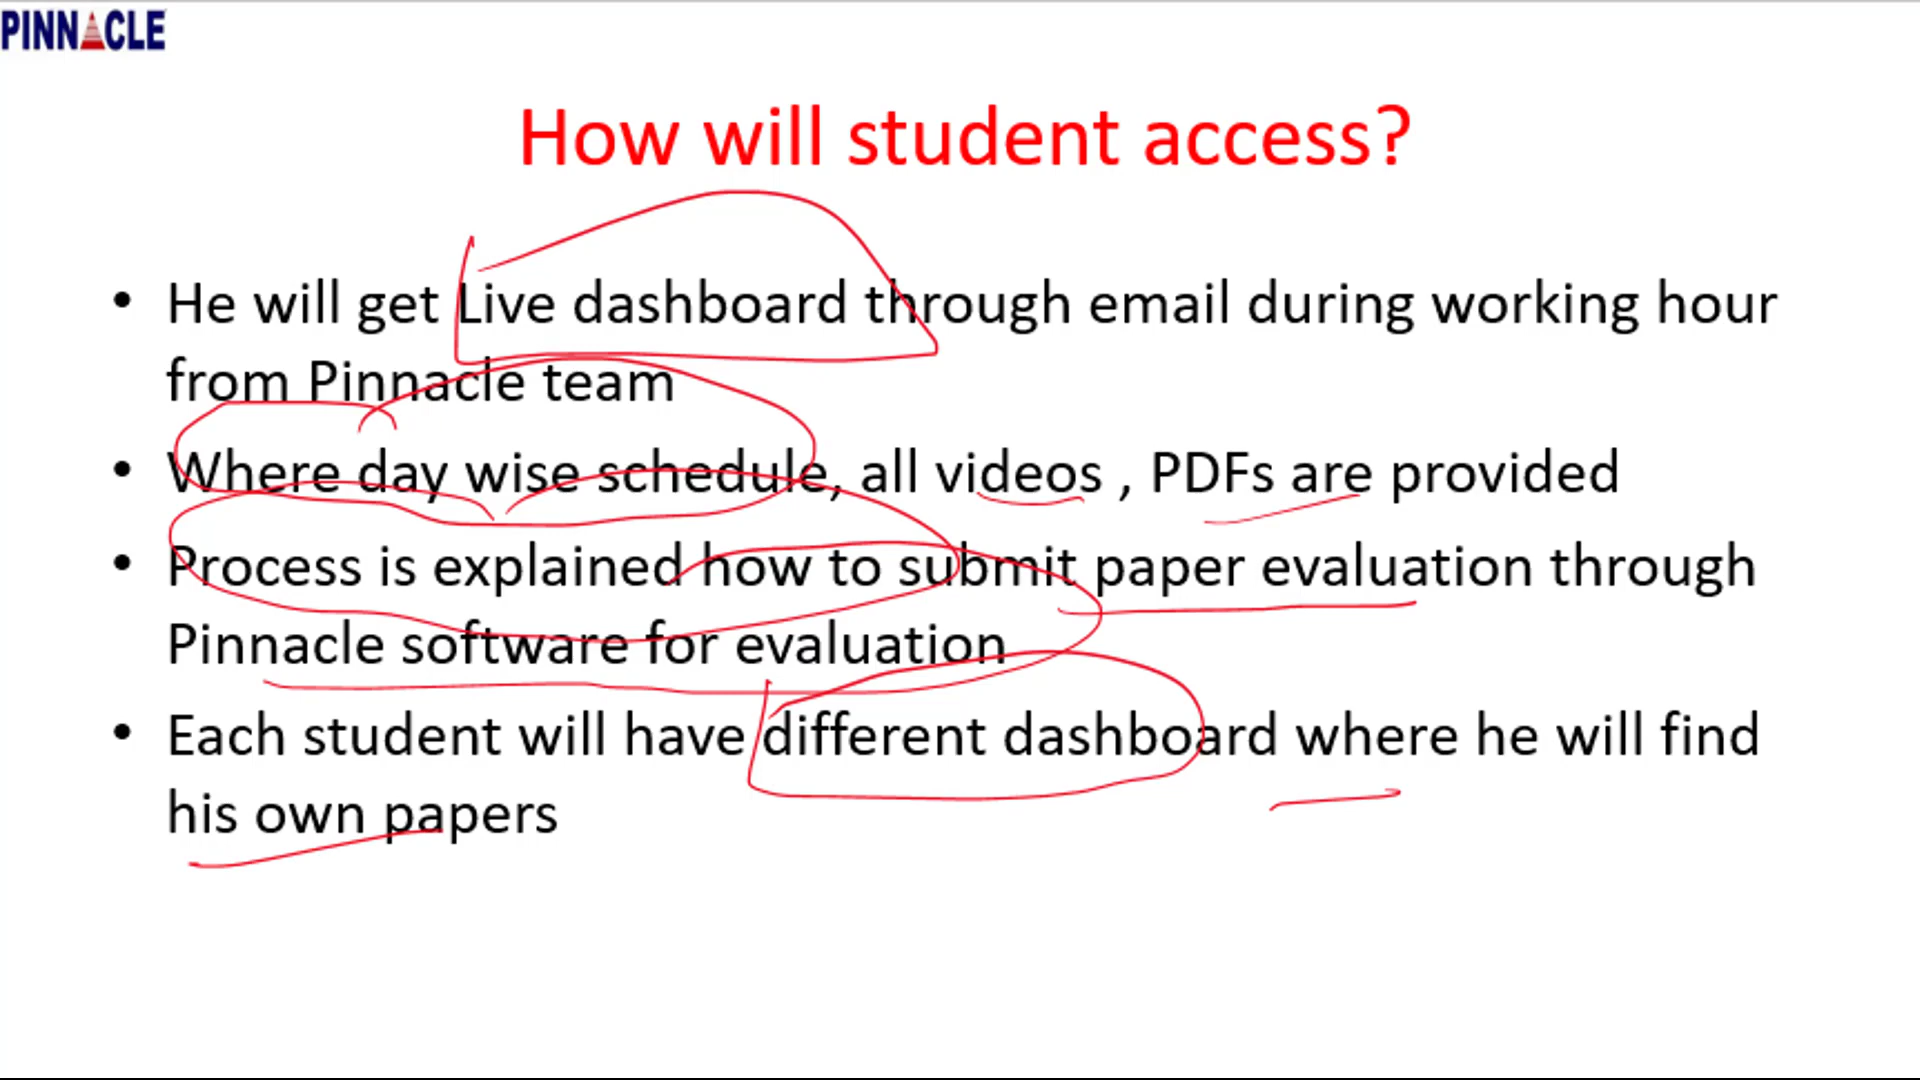 PINNACLE
How will student access?
• He will get Live dashboard through email during working hour
from Pinnacle team
• Where day wise schedule, all videos , PDFs are provided
• Process is explained how to submit paper evaluation through
Pinnacle software for evaluation
• Each student will have different dashboard where he will find
his own papers